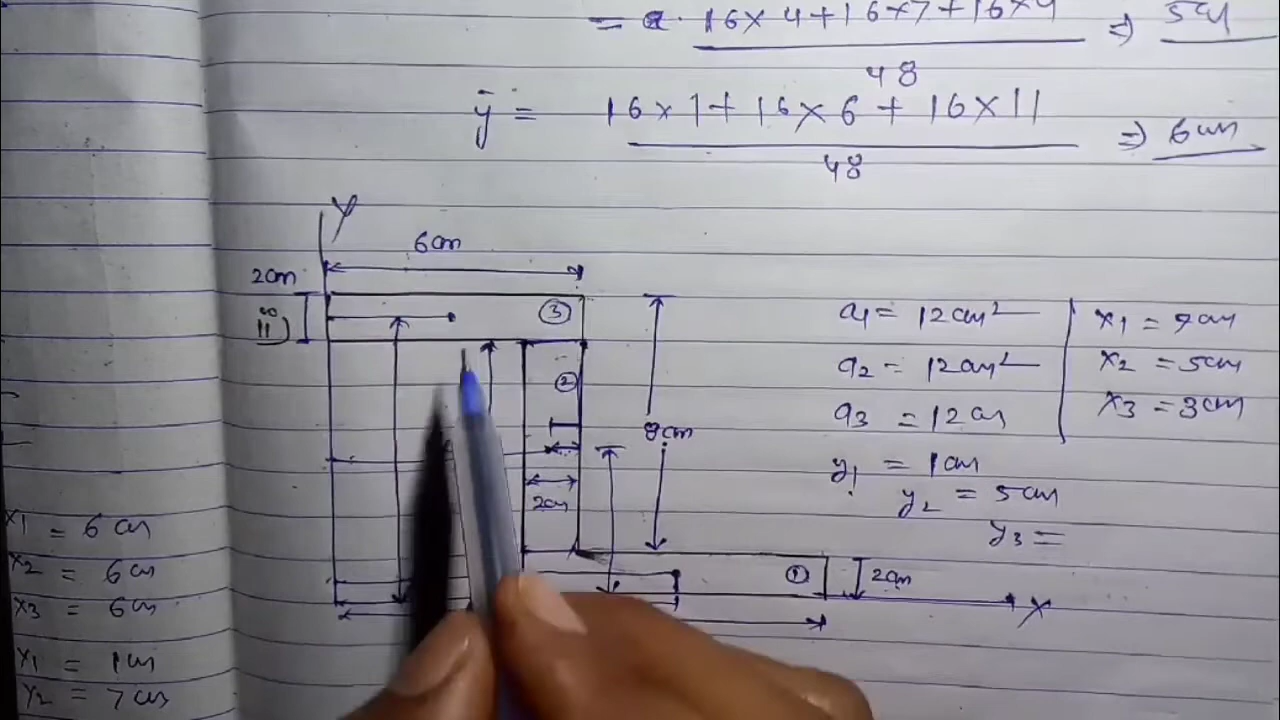 = 16×4+16×7+16×4 ⇒ 5cm
48
ȳ = 16×1+16×6+16×11 ⇒ 6cm
48
Y
6cm
2cm
③
②
8cm
2cm
① 2cm
X
a1 = 12cm²
a2 = 12cm²
a3 = 12cm
x1 = 7cm
x2 = 5cm
x3 = 3cm
y1 = 1cm
y2 = 5cm
y3 =
x1 = 6cm
x2 = 6cm
x3 = 6cm
Y1 = 1cm
Y2 = 7cm